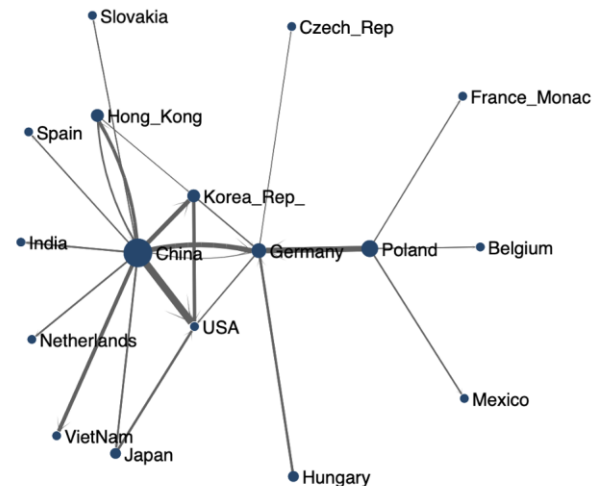 Slovakia
Czech_Rep
France_Monac
Hong_Kong
Spain
Korea_Rep_
India
China
Germany
Poland
Belgium
USA
Netherlands
Mexico
VietNam
Japan
Hungary